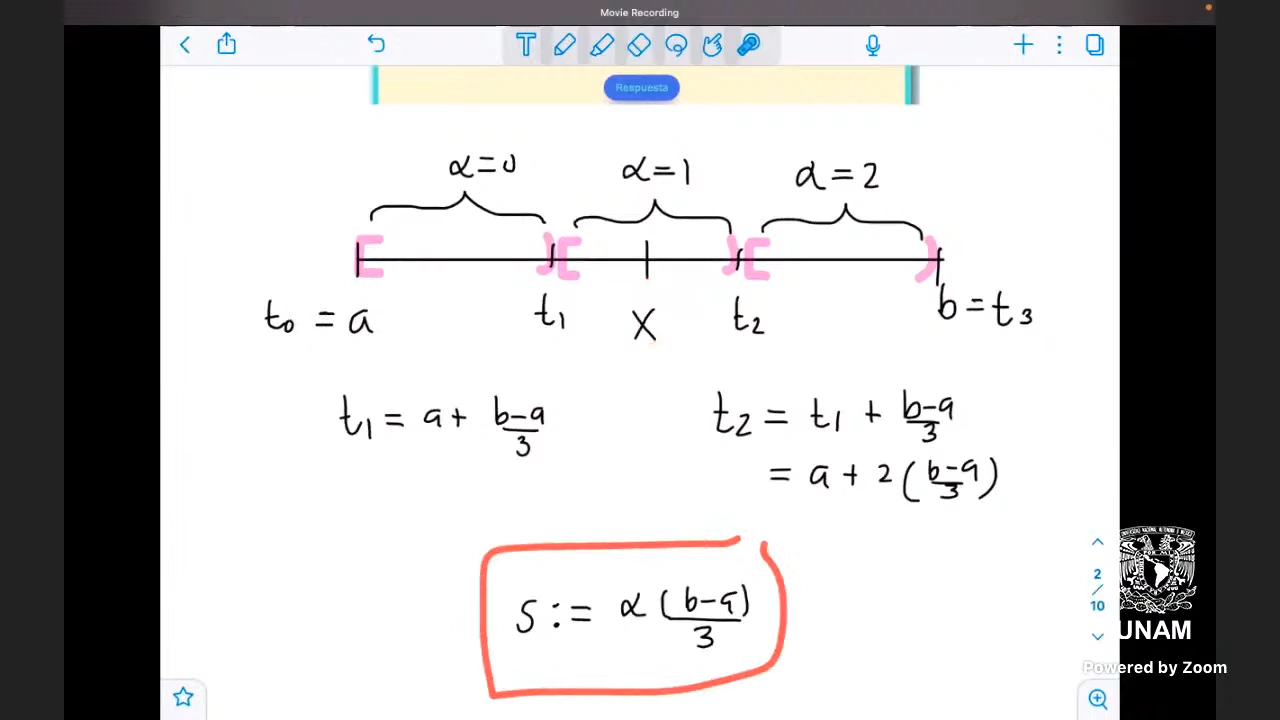 Movie Recording
Respuesta
α=0 α=1 α=2
t₀ = a t₁ x t₂ b = t₃
t₁ = a + (b-a)/3 t₂ = t₁ + (b-a)/3
= a + 2 ((b-a)/3)
S := α (b-a)/3
2
/
10
UNAM
Powered by Zoom